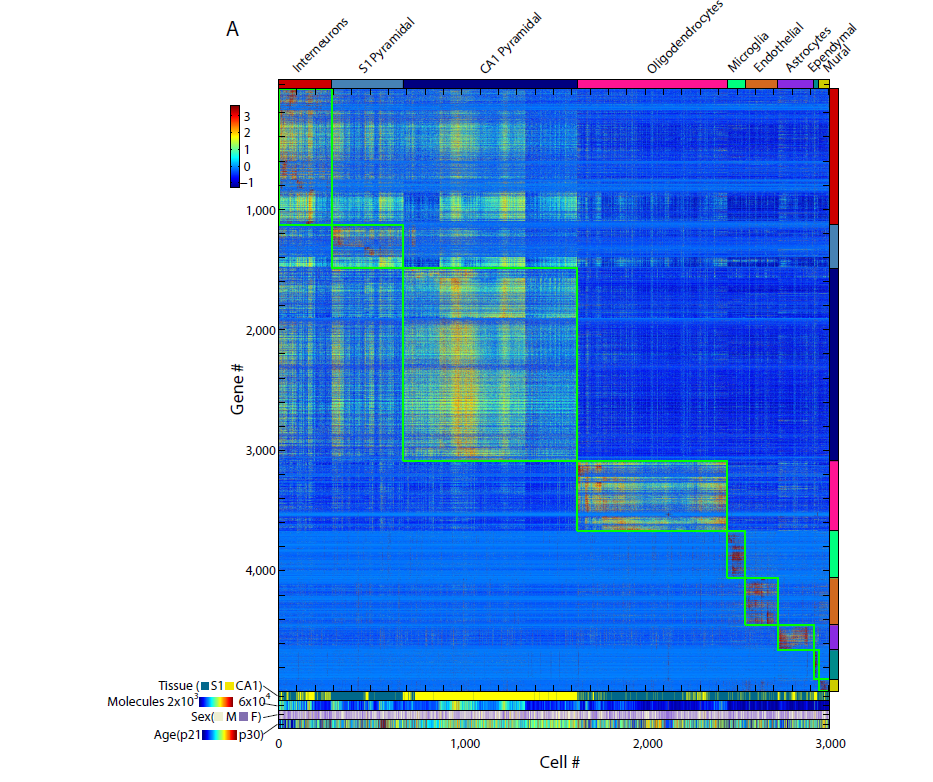 A
Interneurons
S1 Pyramidal
CA1 Pyramidal
Oligodendrocytes
Microglia
Endothelial
Astrocytes
Ependymal
Mural
3
2
1
0
−1
Gene #
1,000
2,000
3,000
4,000
Tissue ( S1 CA1)
Molecules 2x10³ 6x10⁴
Sex( M F)
Age(p21 p30)
0 1,000 2,000 3,000
Cell #